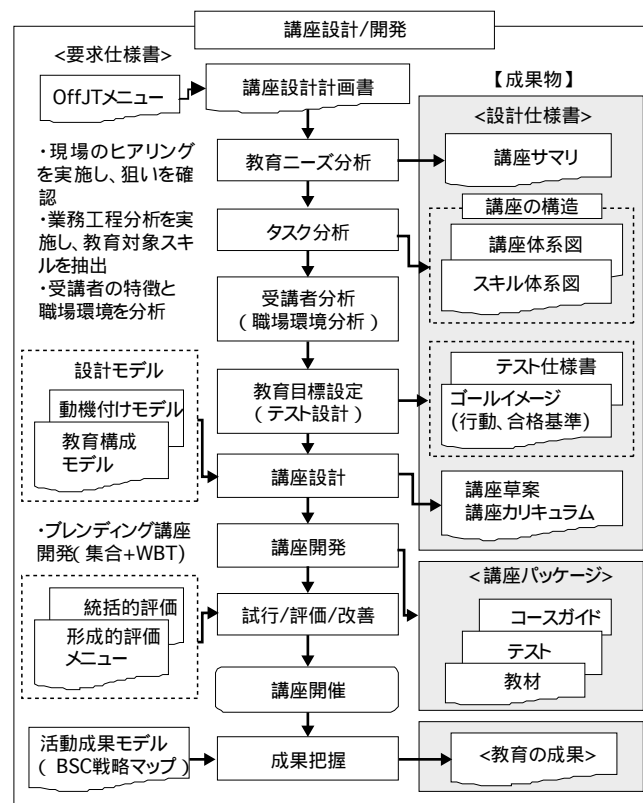 講座設計/開発
<要求仕様書>
OffJTメニュー
講座設計計画書
【成果物】
<設計仕様書>
・現場のヒアリング
を実施し、狙いを確
認
・業務工程分析を実
施し、教育対象スキ
ルを抽出
・受講者の特徴と
職場環境を分析
教育ニーズ分析
講座サマリ
タスク分析
講座の構造
講座体系図
スキル体系図
受講者分析
(職場環境分析)
設計モデル
動機付けモデル
教育構成
モデル
教育目標設定
(テスト設計)
テスト仕様書
ゴールイメージ
(行動、合格基準)
講座設計
講座草案
講座カリキュラム
・ブレンディング講座
開発(集合+WBT)
講座開発
<講座パッケージ>
統括的評価
形成的評価
メニュー
試行/評価/改善
コースガイド
テスト
教材
講座開催
活動成果モデル
(BSC戦略マップ)
成果把握
<教育の成果>